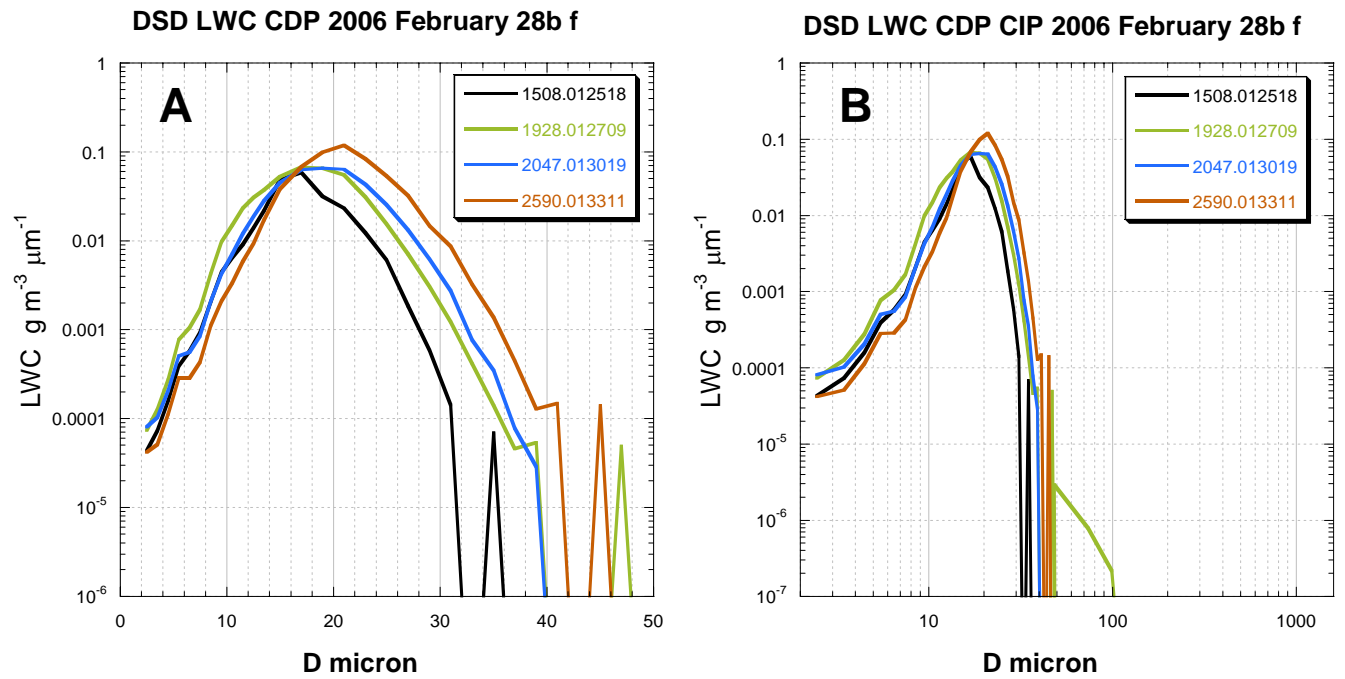 DSD LWC CDP 2006 February 28b f
A
1508.012518
1928.012709
2047.013019
2590.013311
1
0.1
0.01
0.001
0.0001
10⁻⁵
10⁻⁶
LWC g m⁻³ µm⁻¹
0 10 20 30 40 50
D micron
DSD LWC CDP CIP 2006 February 28b f
B
1508.012518
1928.012709
2047.013019
2590.013311
1
0.1
0.01
0.001
0.0001
10⁻⁵
10⁻⁶
10⁻⁷
LWC g m⁻³ µm⁻¹
10 100 1000
D micron